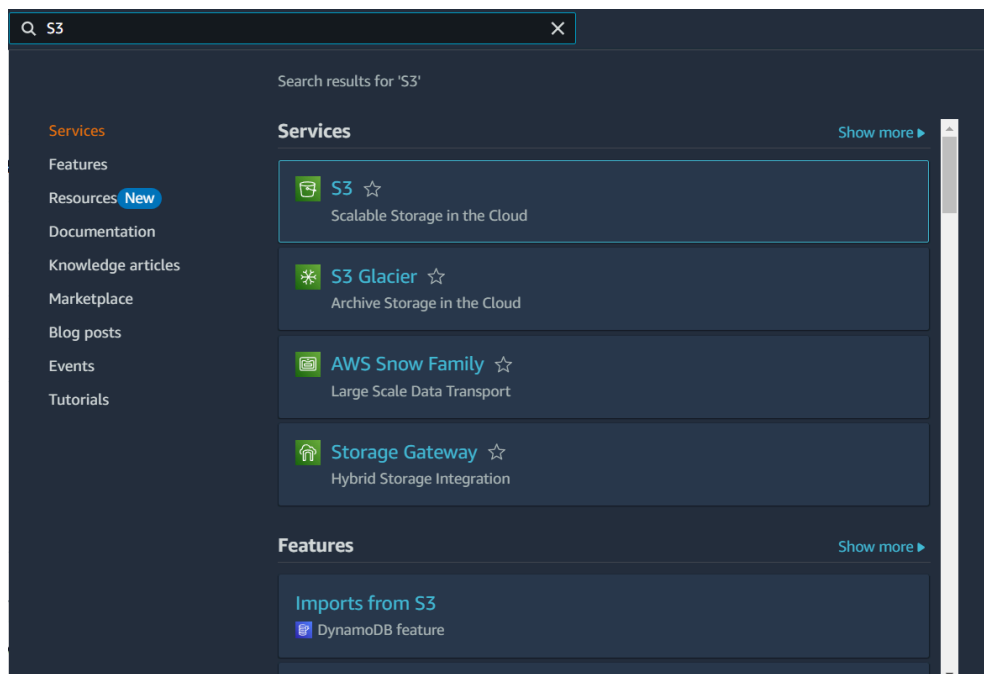 S3
Search results for 'S3'
Services
Features
Resources New
Documentation
Knowledge articles
Marketplace
Blog posts
Events
Tutorials
Services
Show more
S3
Scalable Storage in the Cloud
S3 Glacier
Archive Storage in the Cloud
AWS Snow Family
Large Scale Data Transport
Storage Gateway
Hybrid Storage Integration
Features
Show more
Imports from S3
DynamoDB feature